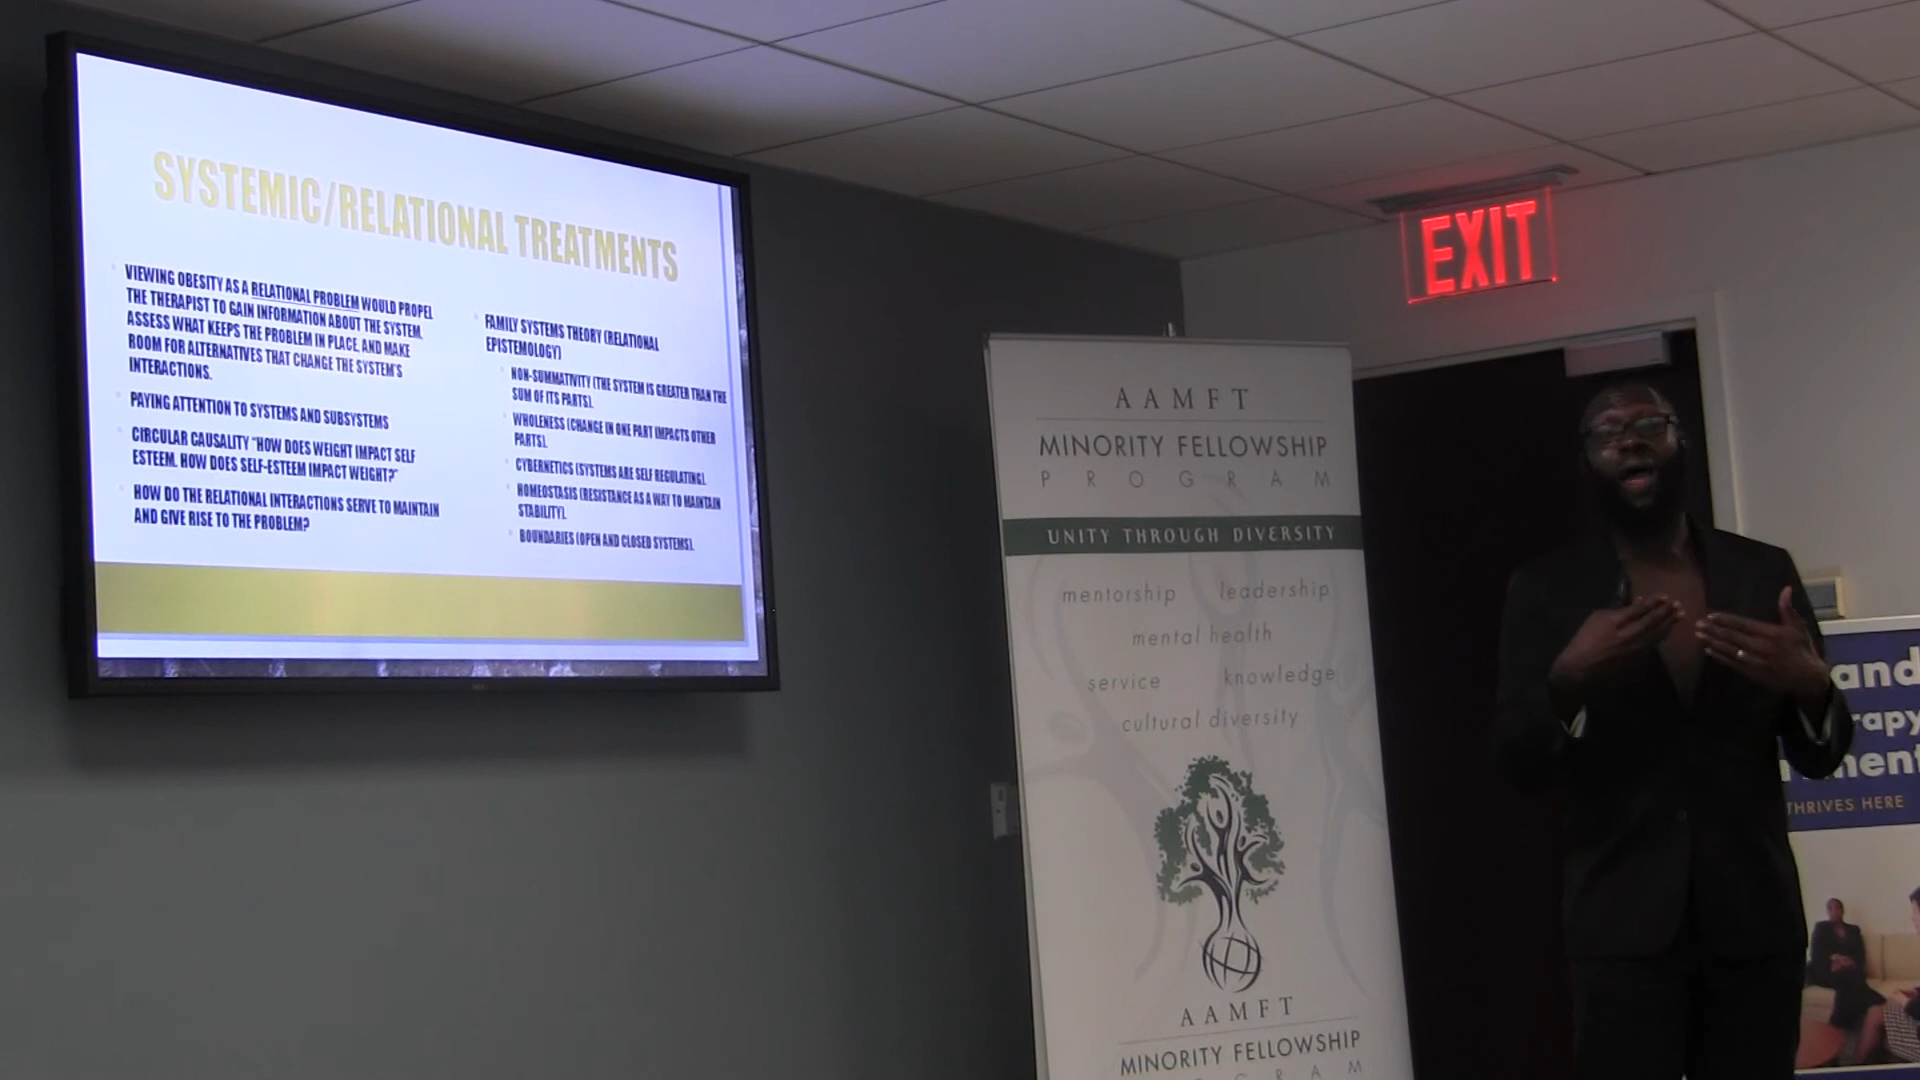 SYSTEMIC/RELATIONAL TREATMENTS
VIEWING OBESITY AS A RELATIONAL PROBLEM WOULD PROPEL
THE THERAPIST TO GAIN INFORMATION ABOUT THE SYSTEM,
ASSESS WHAT KEEPS THE PROBLEM IN PLACE, AND MAKE
ROOM FOR ALTERNATIVES THAT CHANGE THE SYSTEM'S
INTERACTIONS.
PAYING ATTENTION TO SYSTEMS AND SUBSYSTEMS
CIRCULAR CAUSALITY "HOW DOES WEIGHT IMPACT SELF
ESTEEM. HOW DOES SELF-ESTEEM IMPACT WEIGHT?"
HOW DO THE RELATIONAL INTERACTIONS SERVE TO MAINTAIN
AND GIVE RISE TO THE PROBLEM?
FAMILY SYSTEMS THEORY (RELATIONAL
EPISTEMOLOGY)
NON-SUMMATIVITY (THE SYSTEM IS GREATER THAN THE
SUM OF ITS PARTS).
WHOLENESS (CHANGE IN ONE PART IMPACTS OTHER
PARTS).
CYBERNETICS (SYSTEMS ARE SELF REGULATING).
HOMEOSTASIS (RESISTANCE AS A WAY TO MAINTAIN
STABILITY).
BOUNDARIES (OPEN AND CLOSED SYSTEMS).
EXIT
AAMFT
MINORITY FELLOWSHIP
PROGRAM
UNITY THROUGH DIVERSITY
mentorship leadership
mental health
service knowledge
cultural diversity
AAMFT
MINORITY FELLOWSHIP
and
rapy
ment
THRIVES HERE